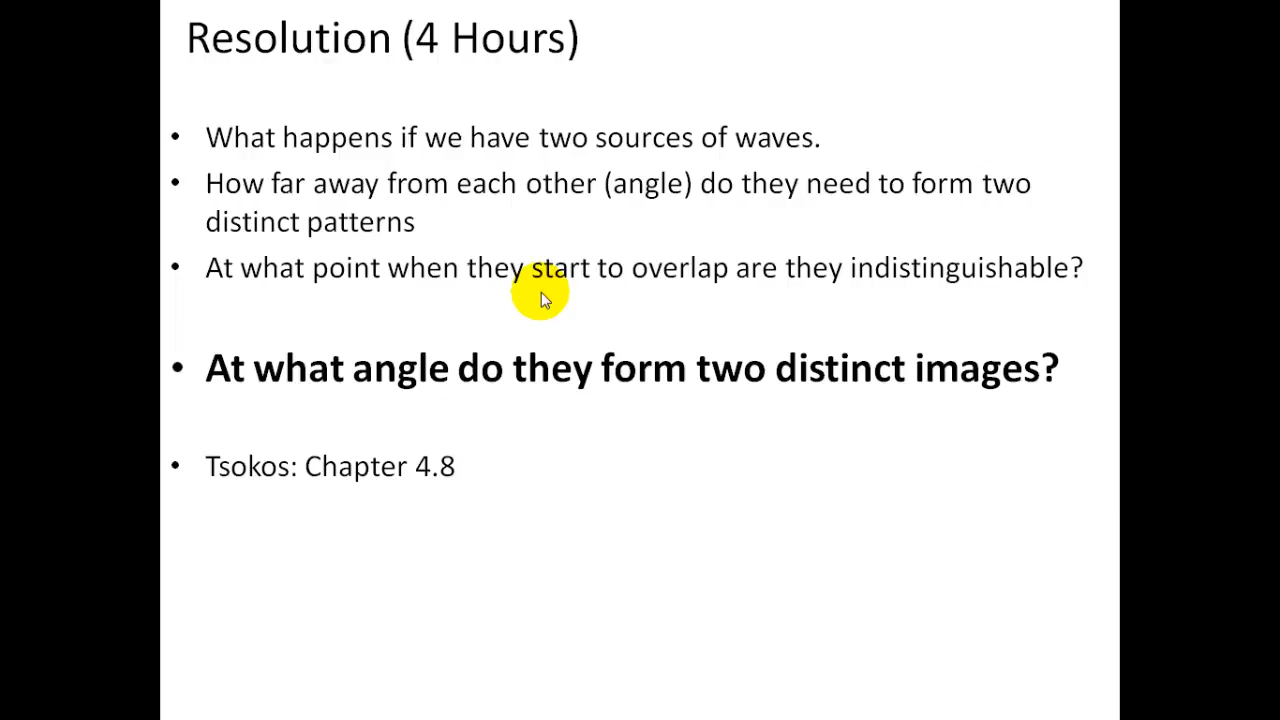 Resolution (4 Hours)
• What happens if we have two sources of waves.
• How far away from each other (angle) do they need to form two
distinct patterns
• At what point when they start to overlap are they indistinguishable?
• At what angle do they form two distinct images?
• Tsokos: Chapter 4.8